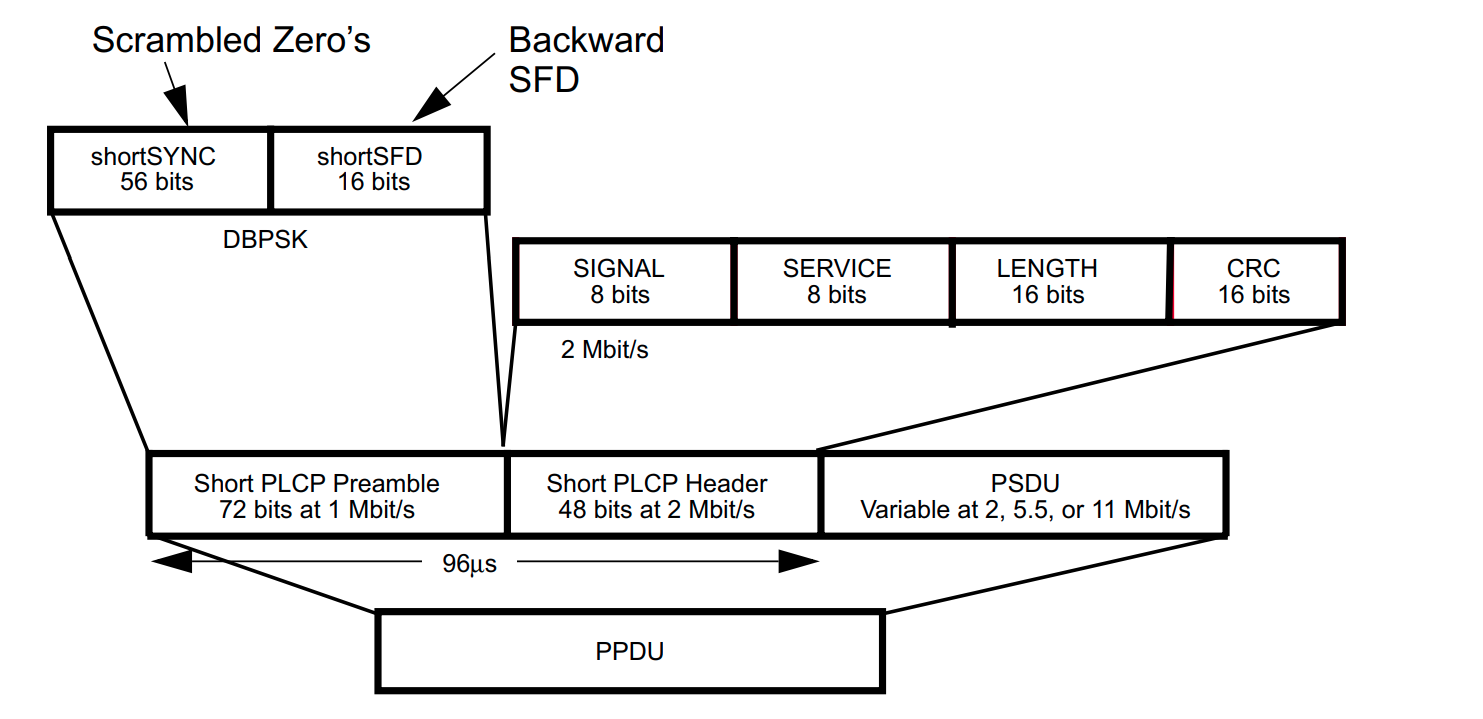 Scrambled Zero’s
Backward
SFD
shortSYNC
56 bits
shortSFD
16 bits
DBPSK
SIGNAL
8 bits
SERVICE
8 bits
LENGTH
16 bits
CRC
16 bits
2 Mbit/s
Short PLCP Preamble
72 bits at 1 Mbit/s
Short PLCP Header
48 bits at 2 Mbit/s
PSDU
Variable at 2, 5.5, or 11 Mbit/s
96μs
PPDU